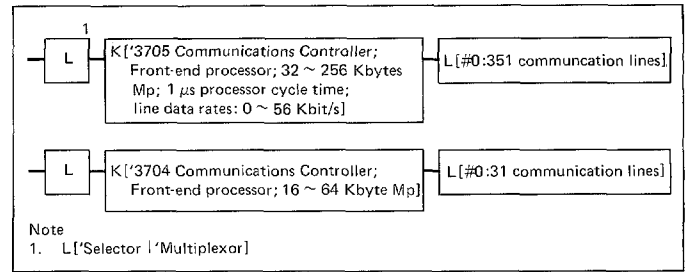 1
L
K['3705 Communications Controller;
Front-end processor; 32 ~ 256 Kbytes
Mp; 1 μs processor cycle time;
line data rates: 0 ~ 56 Kbit/s]
L[#0:351 communcation lines]
L
K['3704 Communications Controller;
Front-end processor; 16 ~ 64 Kbyte Mp]
L[#0:31 communication lines]
Note
1. L['Selector | 'Multiplexor]